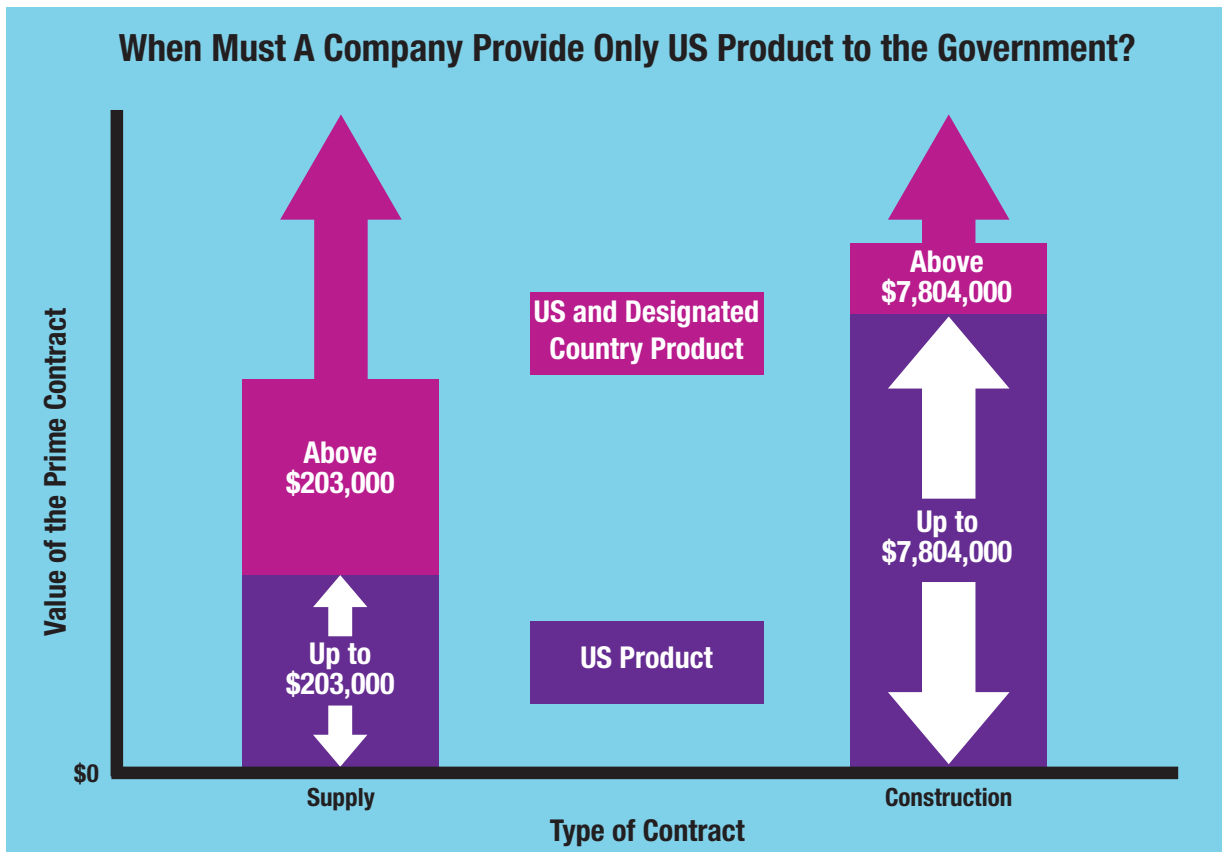 When Must A Company Provide Only US Product to the Government?
Value of the Prime Contract
$0
Above
$203,000
Up to
$203,000
US and Designated
Country Product
US Product
Above
$7,804,000
Up to
$7,804,000
Supply
Construction
Type of Contract